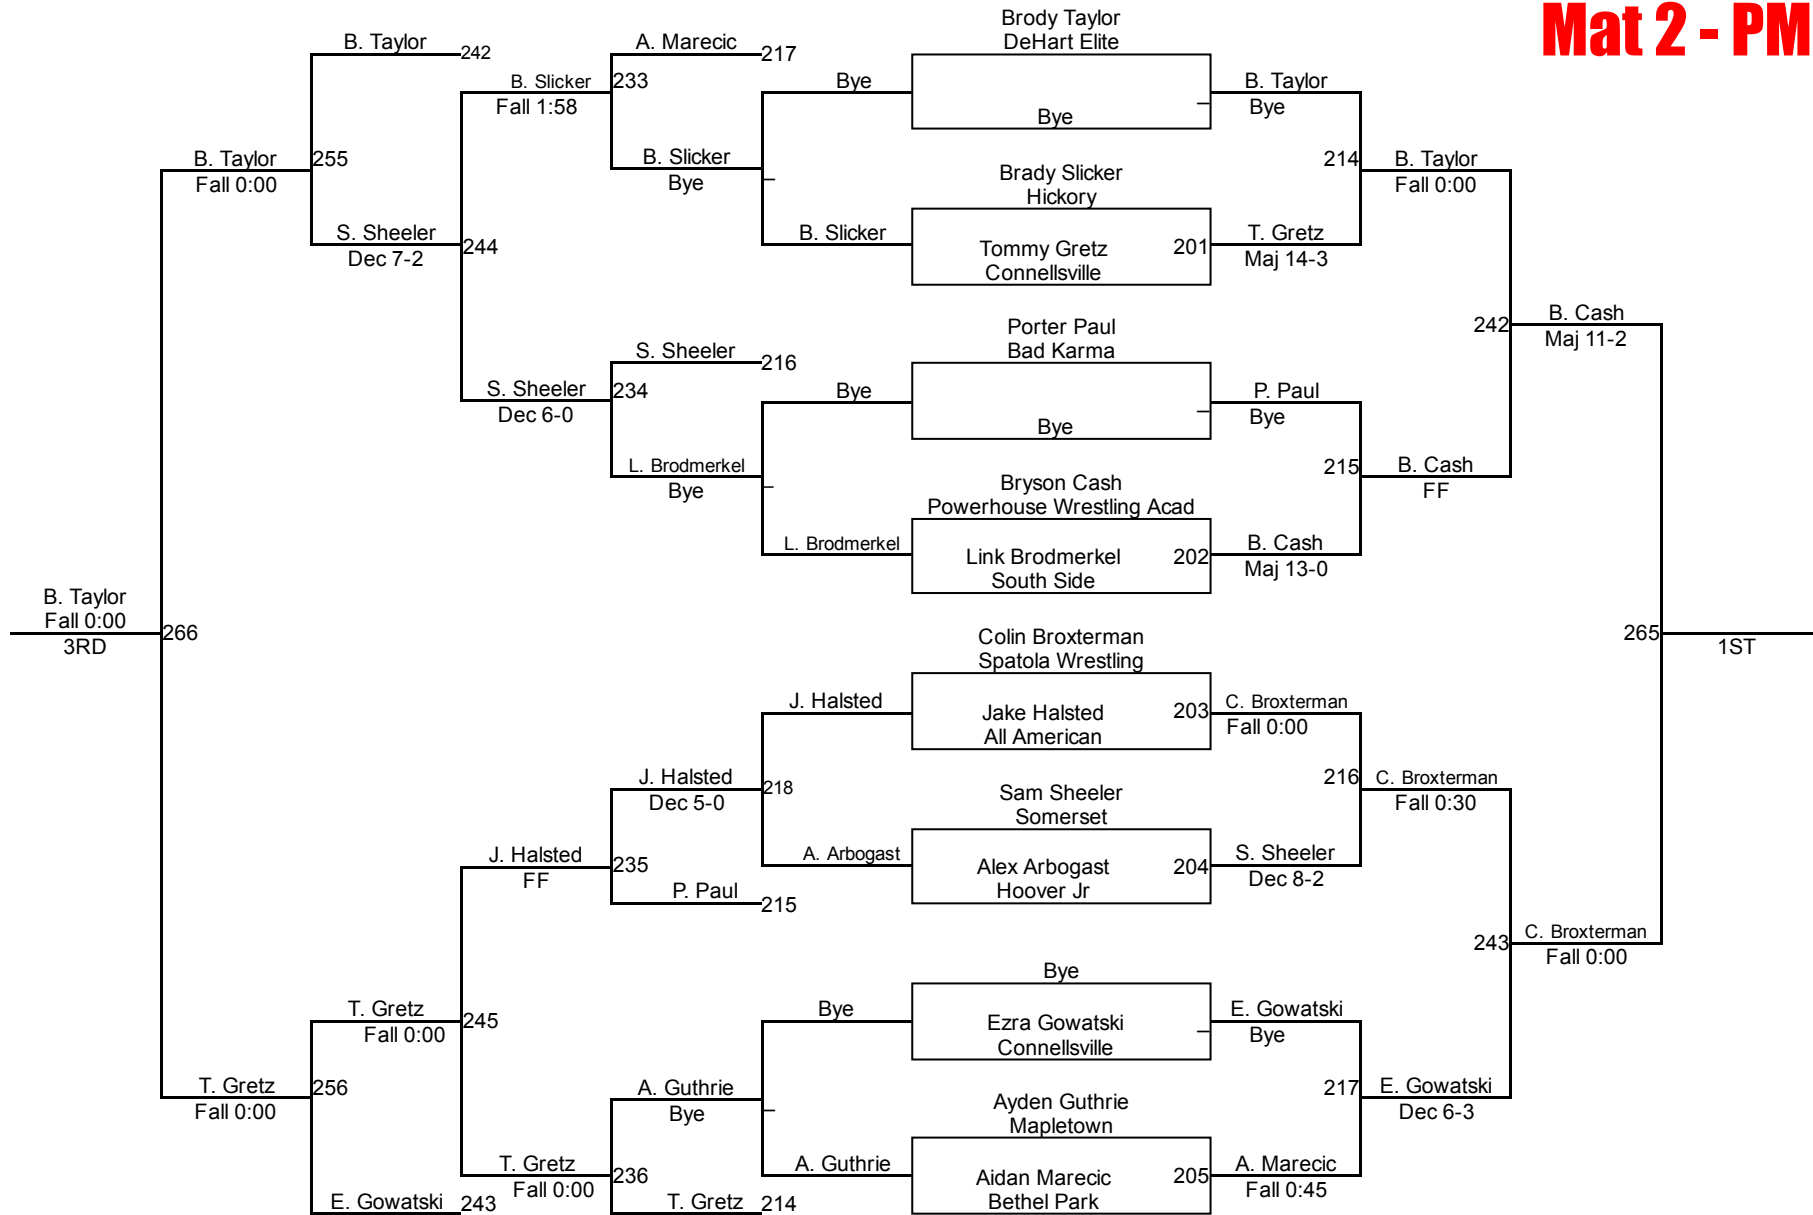 Mat 2 - PM
Brody Taylor
DeHart Elite
B. Taylor
242
A. Marecic
217
B. Slicker
233
Fall 1:58
Bye
Bye
B. Taylor
Bye
B. Taylor
255
Fall 0:00
B. Slicker
Bye
Brady Slicker
Hickory
214
B. Taylor
Fall 0:00
S. Sheeler
244
Dec 7-2
B. Slicker
Tommy Gretz
201
Connellsville
T. Gretz
Maj 14-3
Porter Paul
Bad Karma
242
B. Cash
Maj 11-2
S. Sheeler
216
S. Sheeler
234
Dec 6-0
Bye
Bye
P. Paul
Bye
L. Brodmerkel
Bye
Bryson Cash
Powerhouse Wrestling Acad
215
B. Cash
FF
L. Brodmerkel
Link Brodmerkel
202
South Side
B. Cash
Maj 13-0
B. Taylor
Fall 0:00
266
3RD
Colin Broxterman
Spatola Wrestling
265
1ST
J. Halsted
Jake Halsted
203
All American
C. Broxterman
Fall 0:00
J. Halsted
218
Dec 5-0
Sam Sheeler
Somerset
216
C. Broxterman
Fall 0:30
J. Halsted
235
FF
A. Arbogast
Alex Arbogast
204
Hoover Jr
S. Sheeler
Dec 8-2
P. Paul
215
243
C. Broxterman
Fall 0:00
Bye
T. Gretz
245
Fall 0:00
Bye
Ezra Gowatski
Connellsville
E. Gowatski
Bye
T. Gretz
256
Fall 0:00
A. Guthrie
Bye
Ayden Guthrie
Mapletown
217
E. Gowatski
Dec 6-3
T. Gretz
236
Fall 0:00
A. Guthrie
Aidan Marecic
205
Bethel Park
A. Marecic
Fall 0:45
E. Gowatski
243
T. Gretz
214